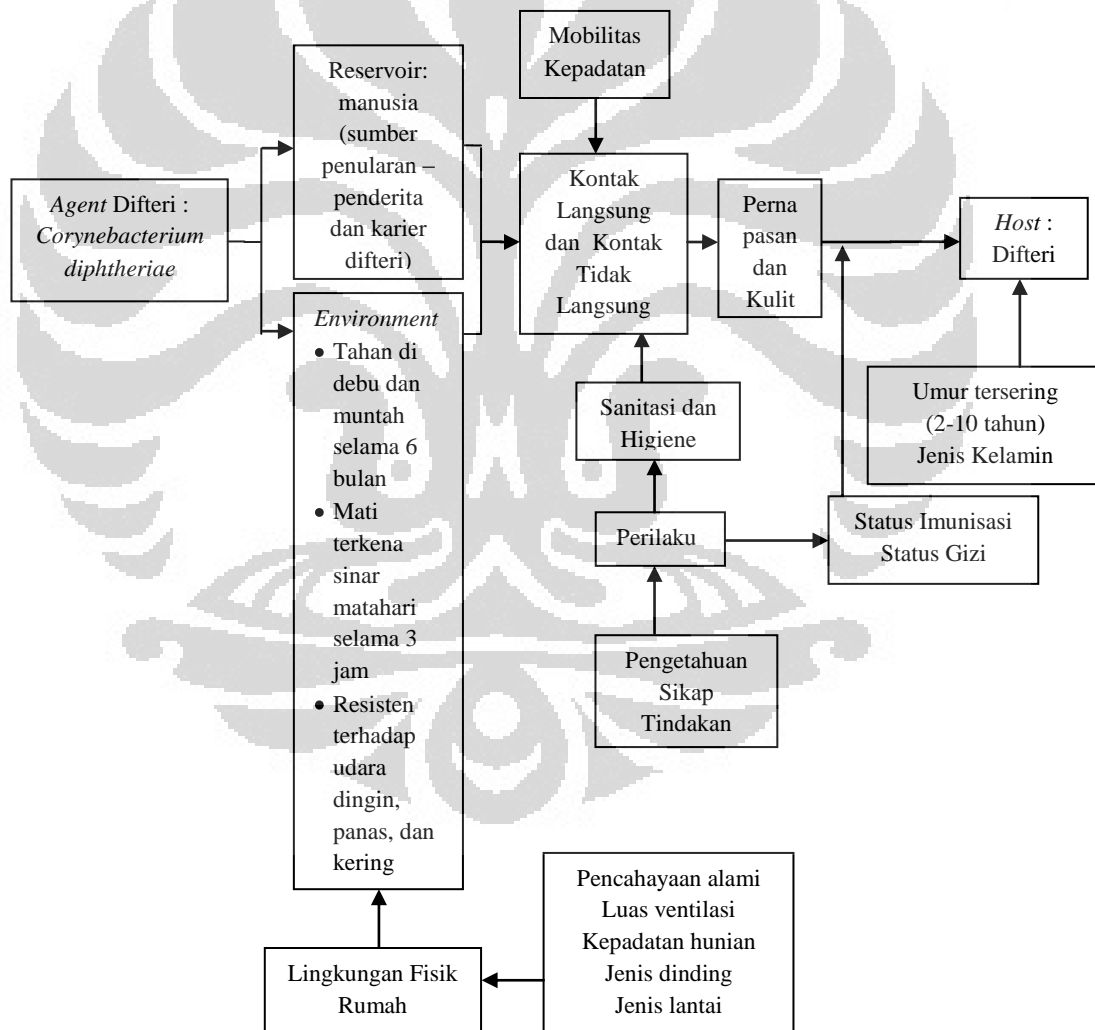 Mobilitas
Kepadatan
Reservoir:
manusia
(sumber
penularan –
penderita
dan karier
difteri)
Agent Difteri :
Corynebacterium
diphtheriae
Kontak
Langsung
dan Kontak
Tidak
Langsung
Perna
pasan
dan
Kulit
Host :
Difteri
Environment
• Tahan di
debu dan
muntah
selama 6
bulan
• Mati
terkena
sinar
matahari
selama 3
jam
• Resisten
terhadap
udara
dingin,
panas, dan
kering
Sanitasi dan
Higiene
Umur tersering
(2-10 tahun)
Jenis Kelamin
Perilaku
Status Imunisasi
Status Gizi
Pengetahuan
Sikap
Tindakan
Lingkungan Fisik
Rumah
Pencahayaan alami
Luas ventilasi
Kepadatan hunian
Jenis dinding
Jenis lantai